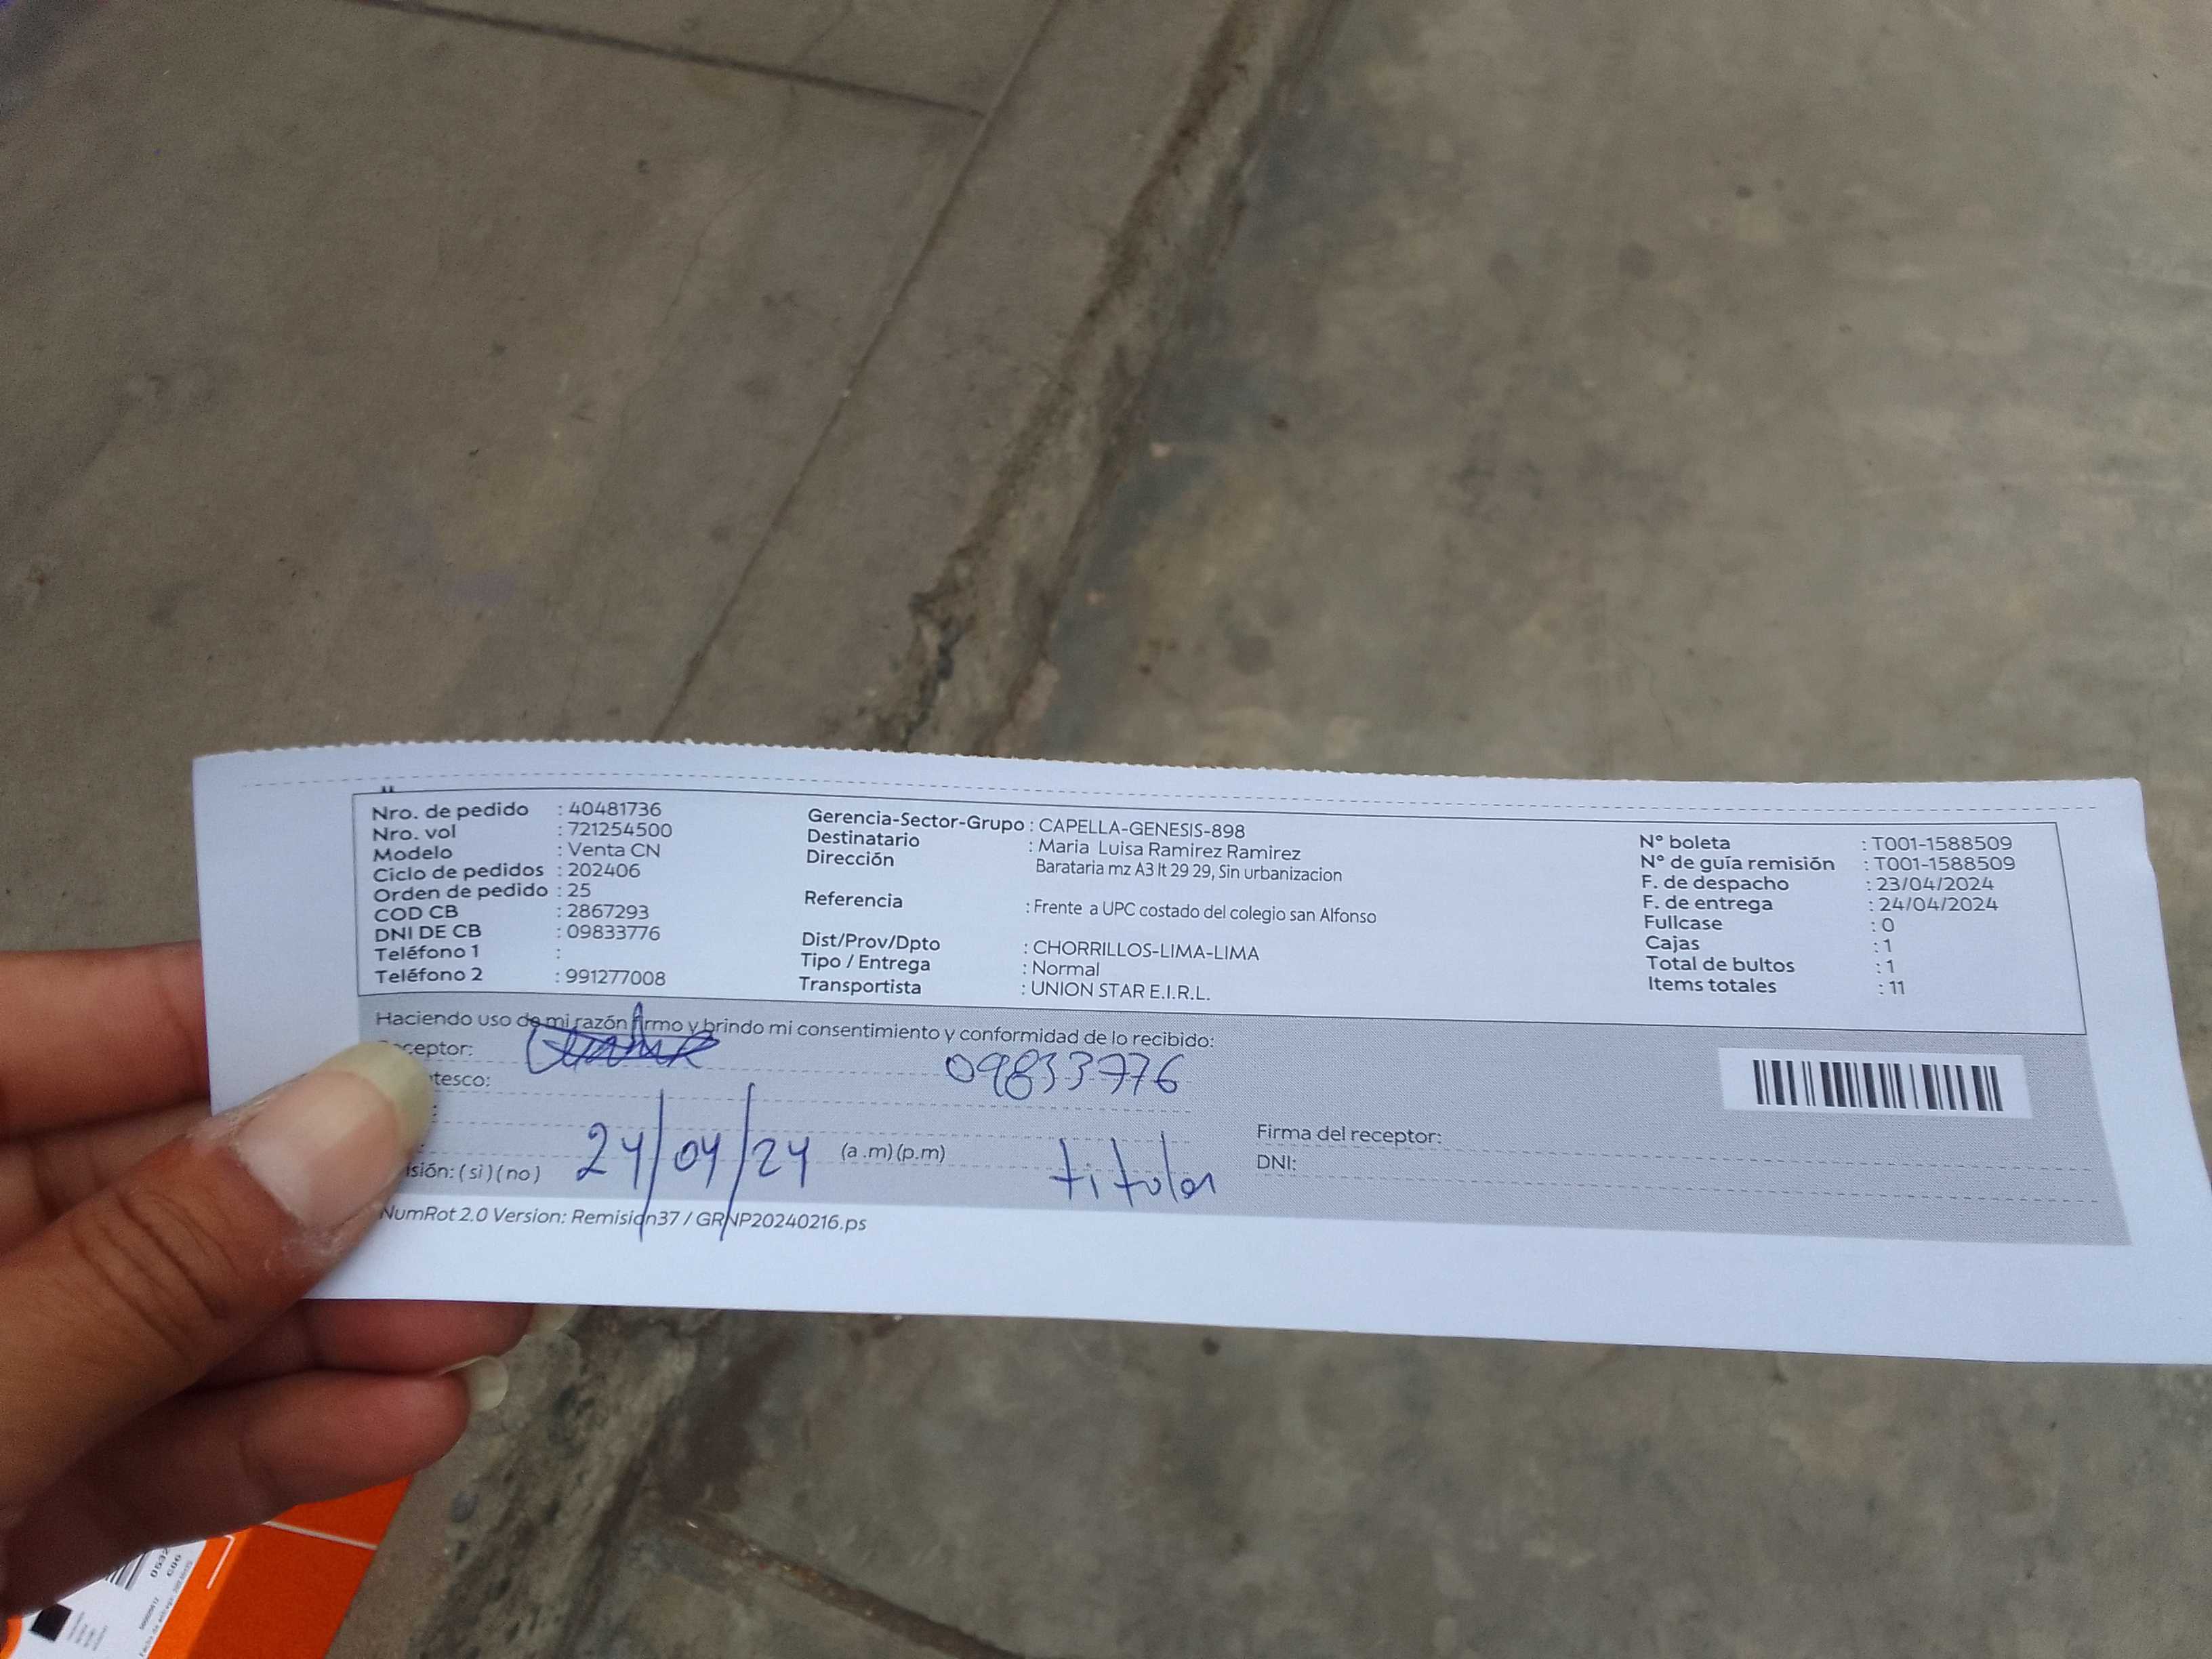 Nro. de pedido : 40481736
Nro. vol : 721254500
Modelo : Venta CN
Ciclo de pedidos : 202406
Orden de pedido : 25
COD CB : 2867293
DNI DE CB : 09833776
Teléfono 1 :
Teléfono 2 : 991277008
Gerencia-Sector-Grupo : CAPELLA-GENESIS-898
Destinatario : Maria Luisa Ramirez Ramirez
Dirección Barataria mz A3 lt 29 29, Sin urbanizacion
Referencia : Frente a UPC costado del colegio san Alfonso
Dist/Prov/Dpto : CHORRILLOS-LIMA-LIMA
Tipo / Entrega : Normal
Transportista : UNION STAR E.I.R.L.
N° boleta : T001-1588509
N° de guía remisión : T001-1588509
F. de despacho : 23/04/2024
F. de entrega : 24/04/2024
Fullcase : 0
Cajas : 1
Total de bultos : 1
Items totales : 11
Haciendo uso de mi razón firmo y brindo mi consentimiento y conformidad de lo recibido:
ceptor: 09833776
tesco:
24/04/24 (a .m) (p.m) titular
isión: ( si ) ( no )
Firma del receptor:
DNI:
NumRot 2.0 Version: Remision37 / GRNP20240216.ps